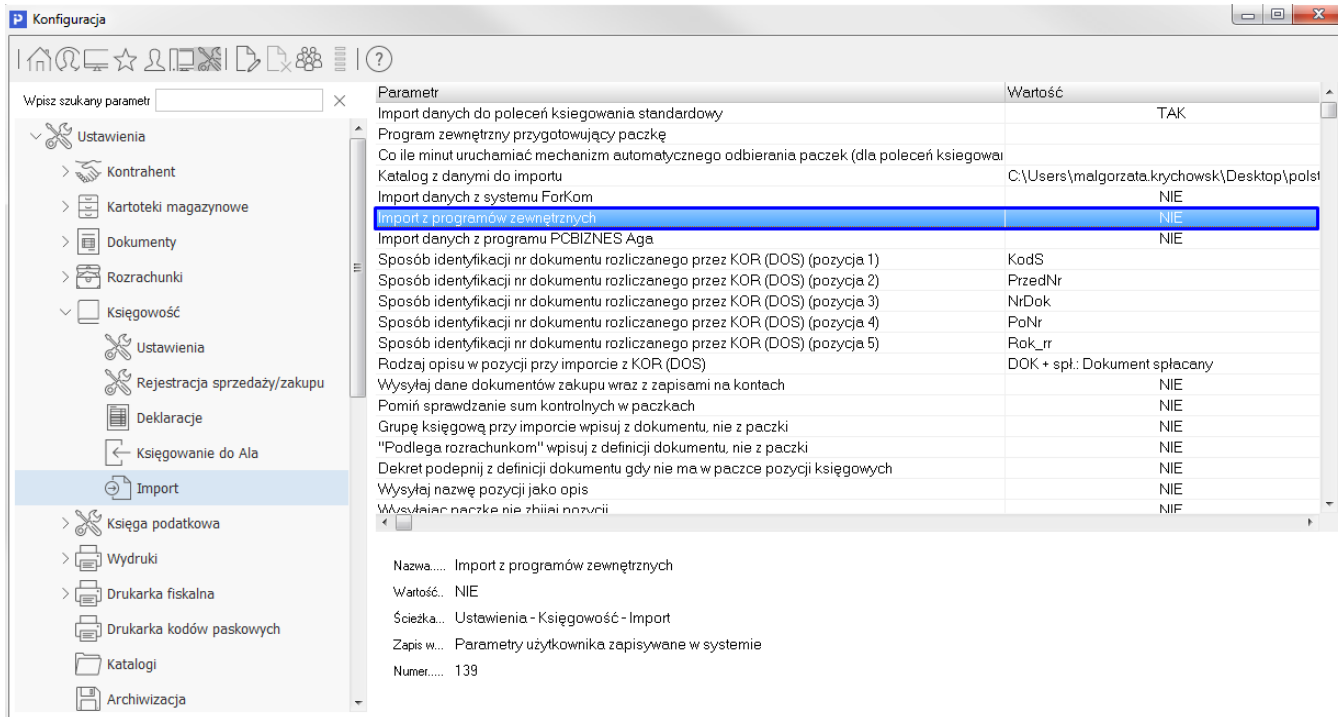 Konfiguracja
Wpisz szukany parametr
Ustawienia
Kontrahent
Kartoteki magazynowe
Dokumenty
Rozrachunki
Księgowość
Ustawienia
Rejestracja sprzedaży/zakupu
Deklaracje
Księgowanie do Ala
Import
Księga podatkowa
Wydruki
Drukarka fiskalna
Drukarka kodów paskowych
Katalogi
Archiwizacja
Parametr Wartość
Import danych do poleceń ksiegowania standardowy TAK
Program zewnętrzny przygotowujący paczkę
Co ile minut uruchamiać mechanizm automatycznego odbierania paczek (dla poleceń ksiegowai
Katalog z danymi do importu C:\Users\malgorzata.krychowsk\Desktop\polst
Import danych z systemu ForKom NIE
Import z programów zewnętrznych NIE
Import danych z programu PCBIZNES Aga NIE
Sposób identyfikacji nr dokumentu rozliczanego przez KOR (DOS) (pozycja 1) KodS
Sposób identyfikacji nr dokumentu rozliczanego przez KOR (DOS) (pozycja 2) PrzedNr
Sposób identyfikacji nr dokumentu rozliczanego przez KOR (DOS) (pozycja 3) NrDok
Sposób identyfikacji nr dokumentu rozliczanego przez KOR (DOS) (pozycja 4) PoNr
Sposób identyfikacji nr dokumentu rozliczanego przez KOR (DOS) (pozycja 5) Rok_rr
Rodzaj opisu w pozycji przy imporcie z KOR (DOS) DOK + spł.: Dokument spłacany
Wysyłaj dane dokumentów zakupu wraz z zapisami na kontach NIE
Pomiń sprawdzanie sum kontrolnych w paczkach NIE
Grupę księgową przy imporcie wpisuj z dokumentu, nie z paczki NIE
"Podlega rozrachunkom" wpisuj z definicji dokumentu, nie z paczki NIE
Dekret podepnij z definicji dokumentu gdy nie ma w paczce pozycji księgowych NIE
Wysyłaj nazwę pozycji jako opis NIE
Wysyłając paczkę nie zbijaj pozycji NIE
Nazwa..... Import z programów zewnętrznych
Wartość.. NIE
Ścieżka... Ustawienia - Księgowość - Import
Zapis w... Parametry użytkownika zapisywane w systemie
Numer..... 139